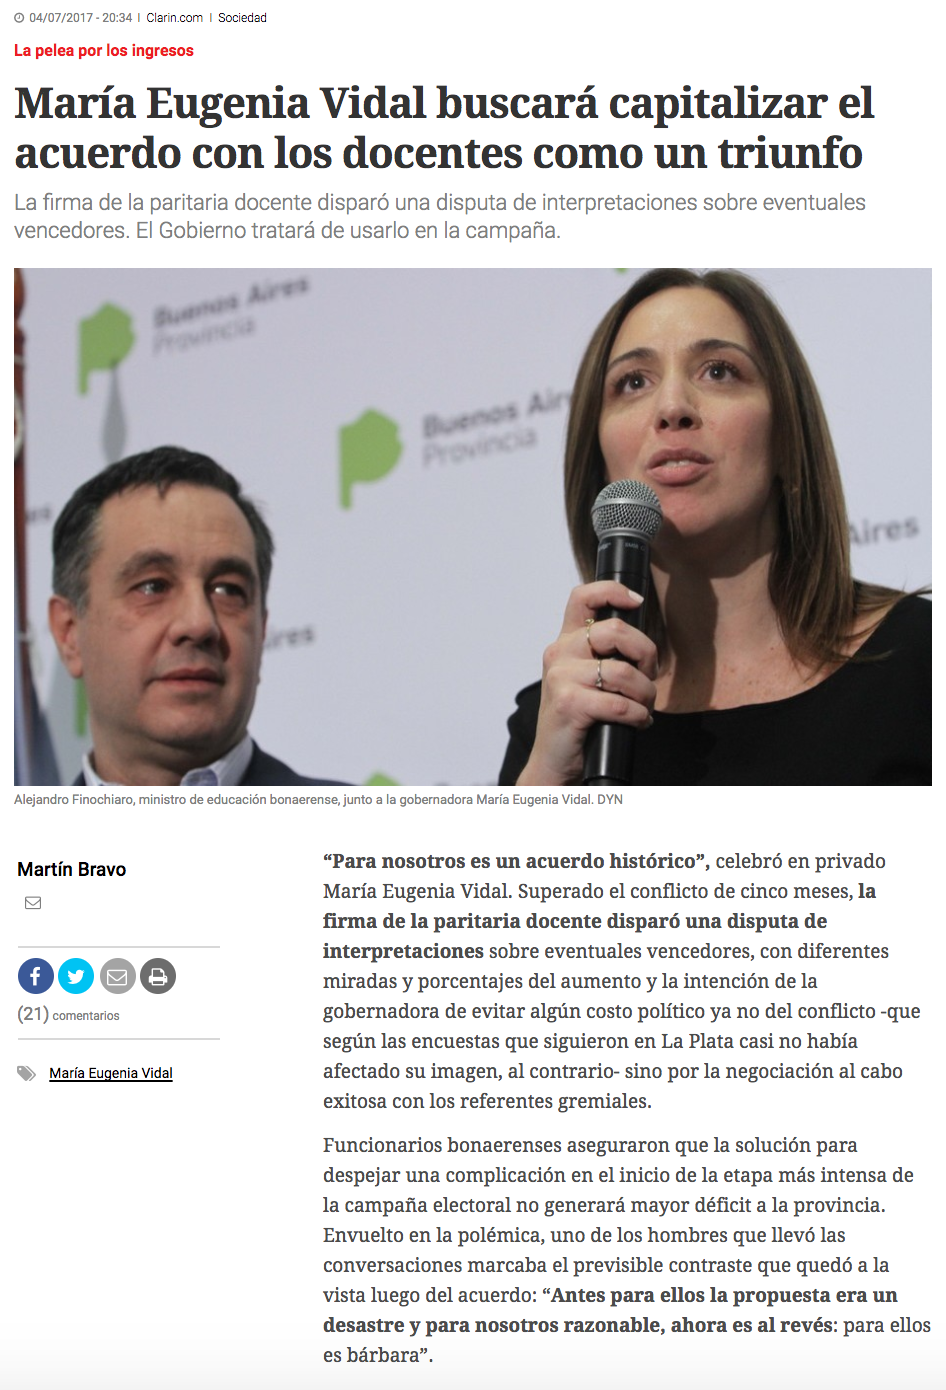 04/07/2017 - 20:34 | Clarin.com | Sociedad
La pelea por los ingresos
María Eugenia Vidal buscará capitalizar el
acuerdo con los docentes como un triunfo
La firma de la paritaria docente disparó una disputa de interpretaciones sobre eventuales
vencedores. El Gobierno tratará de usarlo en la campaña.
Buenos Aires
Provincia
Buenos Air
Provincia
Aires
ires
Alejandro Finochiaro, ministro de educación bonaerense, junto a la gobernadora María Eugenia Vidal. DYN
Martín Bravo
(21) comentarios
María Eugenia Vidal
“Para nosotros es un acuerdo histórico”, celebró en privado
María Eugenia Vidal. Superado el conflicto de cinco meses, la
firma de la paritaria docente disparó una disputa de
interpretaciones sobre eventuales vencedores, con diferentes
miradas y porcentajes del aumento y la intención de la
gobernadora de evitar algún costo político ya no del conflicto -que
según las encuestas que siguieron en La Plata casi no había
afectado su imagen, al contrario- sino por la negociación al cabo
exitosa con los referentes gremiales.
Funcionarios bonaerenses aseguraron que la solución para
despejar una complicación en el inicio de la etapa más intensa de
la campaña electoral no generará mayor déficit a la provincia.
Envuelto en la polémica, uno de los hombres que llevó las
conversaciones marcaba el previsible contraste que quedó a la
vista luego del acuerdo: “Antes para ellos la propuesta era un
desastre y para nosotros razonable, ahora es al revés: para ellos
es bárbara”.